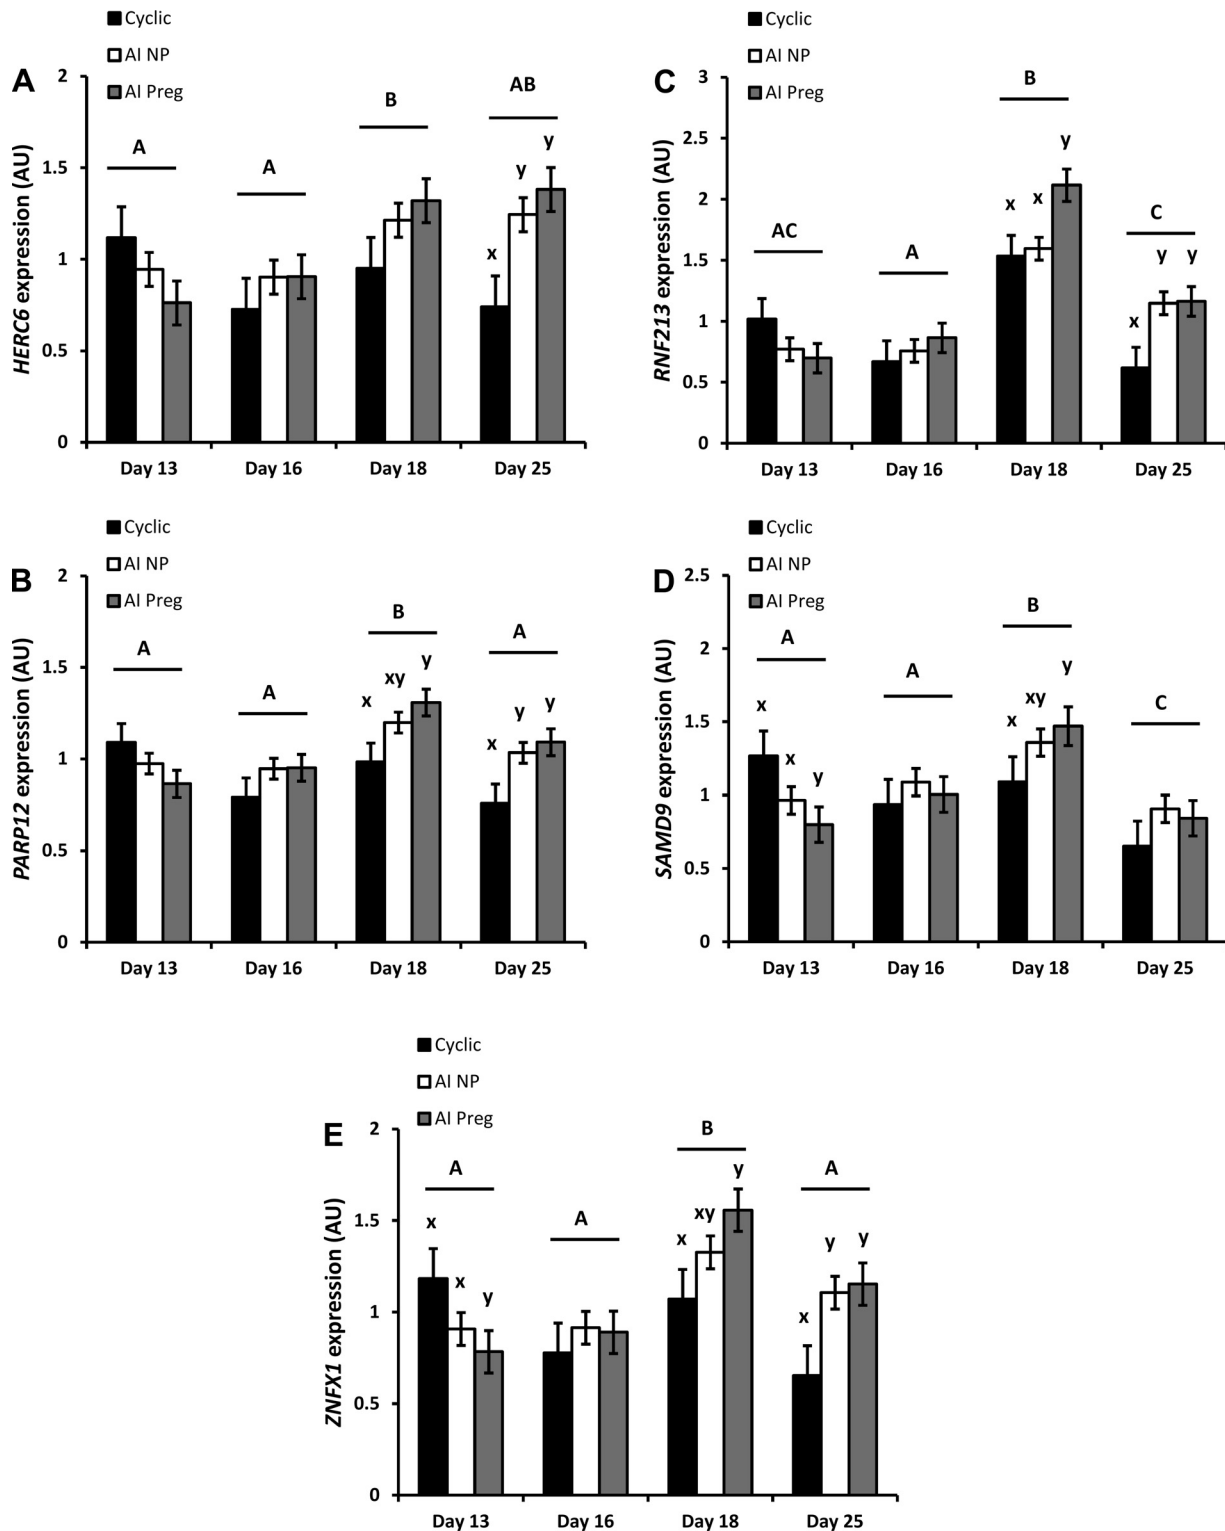 Cyclic
AI NP
AI Preg
A
HERC6 expression (AU)
2
1.5
1
0.5
0
A
A
B
AB
x
y
y
Day 13
Day 16
Day 18
Day 25
Cyclic
AI NP
AI Preg
C
RNF213 expression (AU)
3
2.5
2
1.5
1
0.5
0
AC
A
B
x
x
y
C
x
y
y
Day 13
Day 16
Day 18
Day 25
Cyclic
AI NP
AI Preg
B
PARP12 expression (AU)
2
1.5
1
0.5
0
A
A
B
x
xy
y
A
x
y
y
Day 13
Day 16
Day 18
Day 25
Cyclic
AI NP
AI Preg
D
SAMD9 expression (AU)
2.5
2
1.5
1
0.5
0
A
x
x
y
A
B
x
xy
y
C
Day 13
Day 16
Day 18
Day 25
Cyclic
AI NP
AI Preg
E
ZNFX1 expression (AU)
2
1.5
1
0.5
0
A
x
x
y
A
B
x
xy
y
A
x
y
y
Day 13
Day 16
Day 18
Day 25